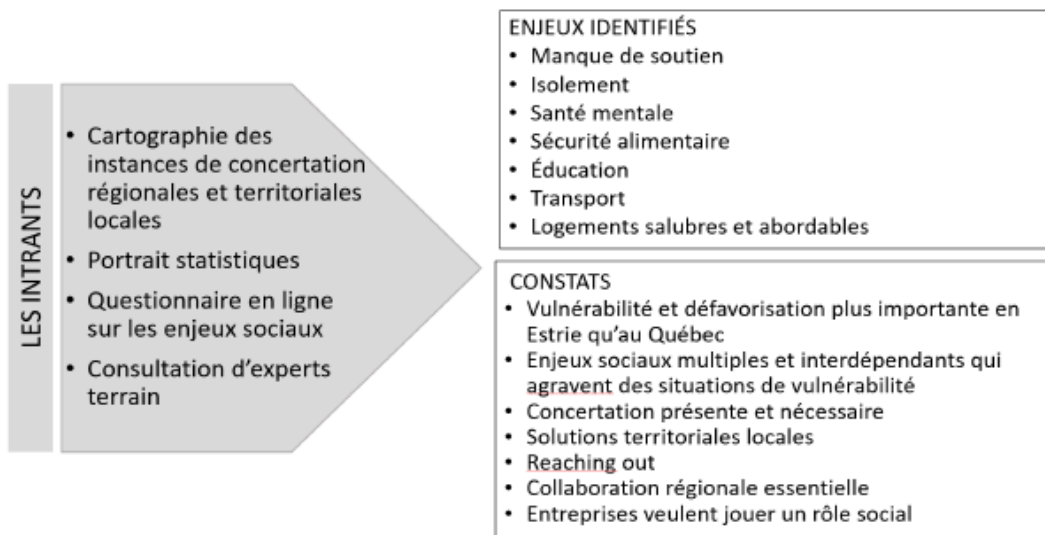 LES INTRANTS
• Cartographie des
instances de concertation
régionales et territoriales
locales
• Portrait statistiques
• Questionnaire en ligne
sur les enjeux sociaux
• Consultation d'experts
terrain
ENJEUX IDENTIFIÉS
• Manque de soutien
• Isolement
• Santé mentale
• Sécurité alimentaire
• Éducation
• Transport
• Logements salubres et abordables
CONSTATS
• Vulnérabilité et défavorisation plus importante en
Estrie qu'au Québec
• Enjeux sociaux multiples et interdépendants qui
agravent des situations de vulnérabilité
• Concertation présente et nécessaire
• Solutions territoriales locales
• Reaching out
• Collaboration régionale essentielle
• Entreprises veulent jouer un rôle social